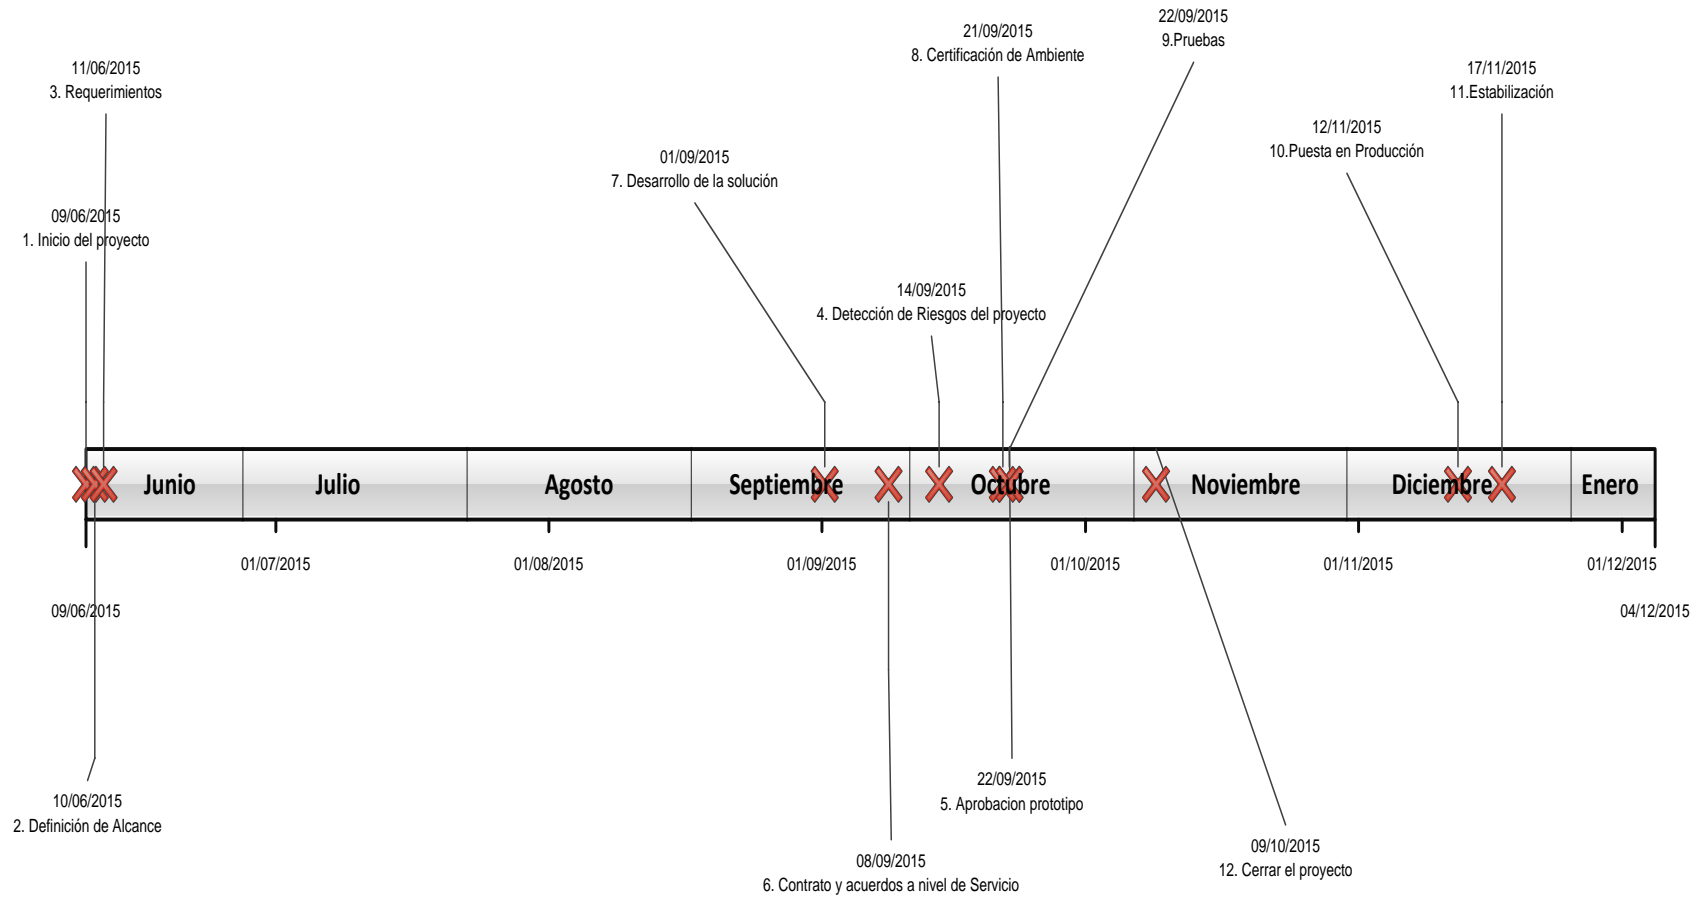 22/09/2015
9.Pruebas
21/09/2015
8. Certificación de Ambiente
11/06/2015
3. Requerimientos
17/11/2015
11.Estabilización
12/11/2015
10.Puesta en Producción
01/09/2015
7. Desarrollo de la solución
09/06/2015
1. Inicio del proyecto
14/09/2015
4. Detección de Riesgos del proyecto
Junio Julio Agosto Septiembre Octubre Noviembre Diciembre Enero
01/07/2015 01/08/2015 01/09/2015 01/10/2015 01/11/2015 01/12/2015
09/06/2015 04/12/2015
22/09/2015
5. Aprobacion prototipo
10/06/2015
2. Definición de Alcance
09/10/2015
12. Cerrar el proyecto
08/09/2015
6. Contrato y acuerdos a nivel de Servicio